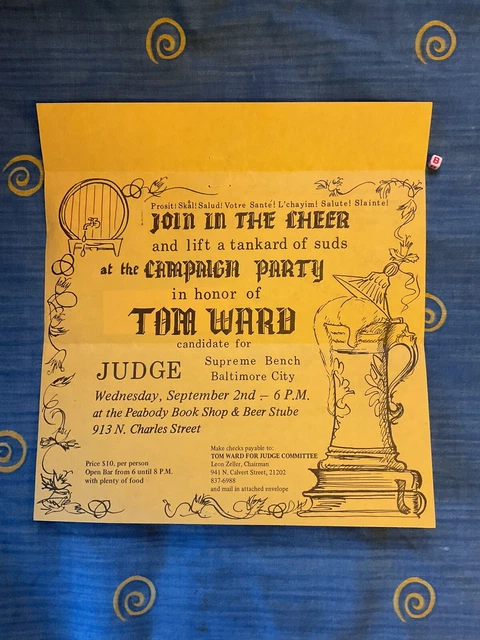 Prosit! Skål! Salud! Votre Santé! L'chayim! Salute! Slainte!
JOIN IN THE CHEER
and lift a tankard of suds
at the CAMPAIGN PARTY
in honor of
TOM WARD
candidate for
JUDGE Supreme Bench
Baltimore City
Wednesday, September 2nd – 6 P.M.
at the Peabody Book Shop & Beer Stube
913 N. Charles Street
Price $10. per person
Open Bar from 6 until 8 P.M.
with plenty of food
Make checks payable to:
TOM WARD FOR JUDGE COMMITTEE
Leon Zeller, Chairman
941 N. Calvert Street, 21202
837-6988
and mail in attached envelope
B